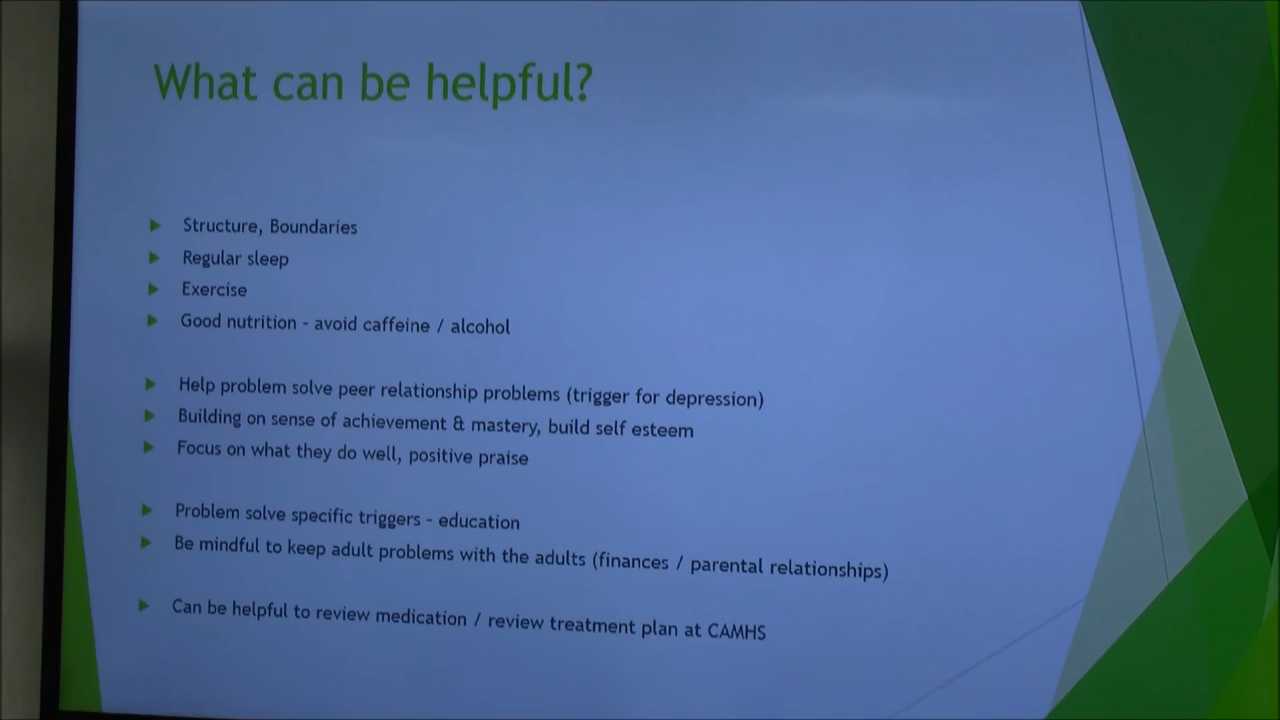 What can be helpful?
Structure, Boundaries
Regular sleep
Exercise
Good nutrition - avoid caffeine / alcohol
Help problem solve peer relationship problems (trigger for depression)
Building on sense of achievement & mastery, build self esteem
Focus on what they do well, positive praise
Problem solve specific triggers - education
Be mindful to keep adult problems with the adults (finances / parental relationships)
Can be helpful to review medication / review treatment plan at CAMHS